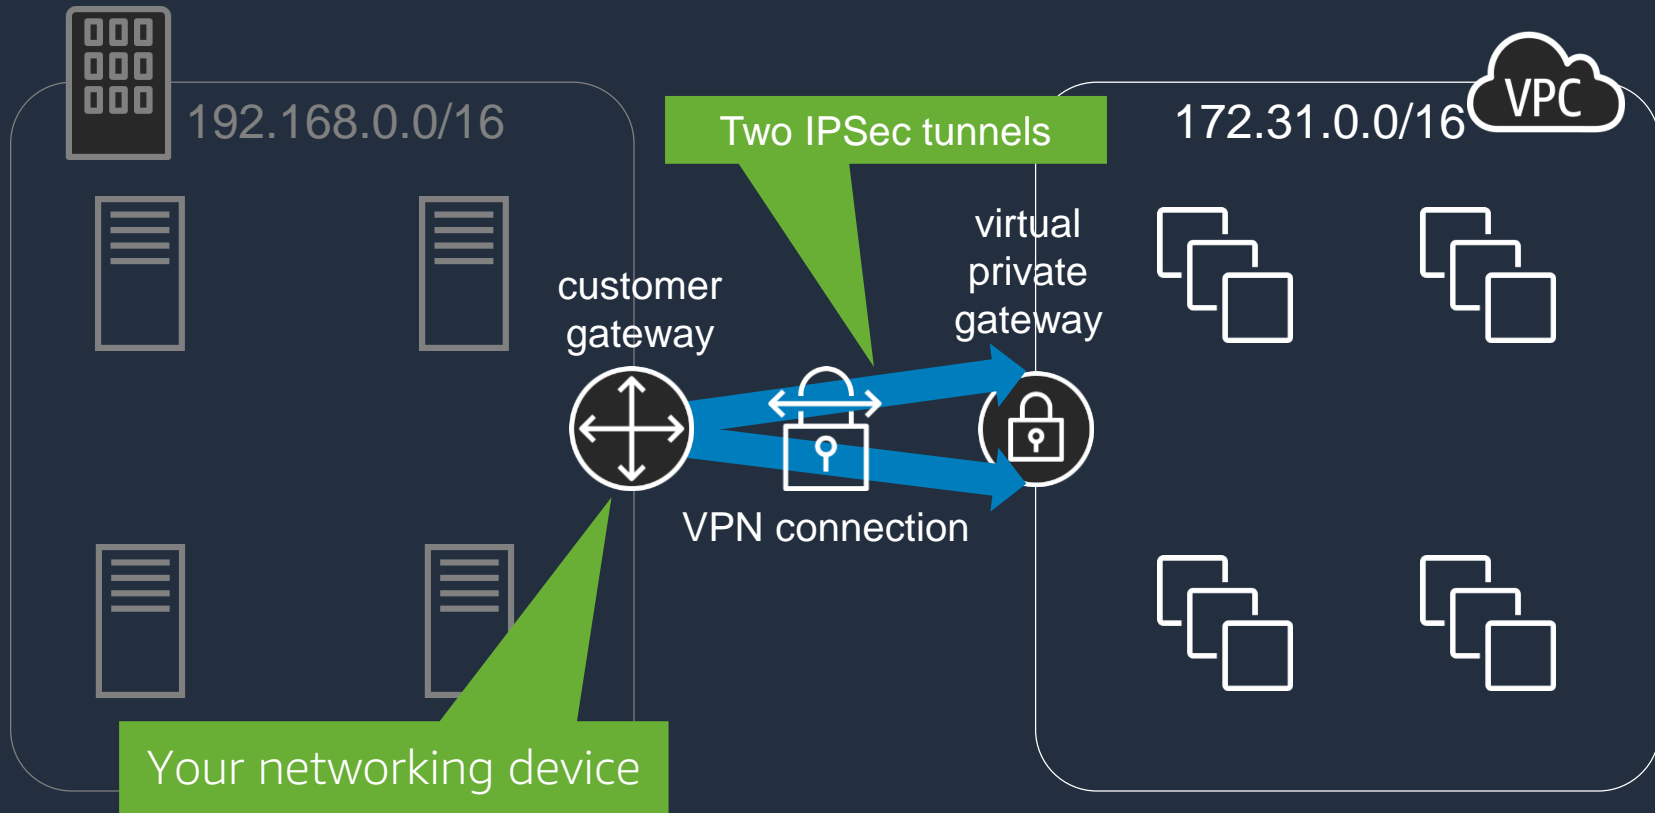 192.168.0.0/16
Two IPSec tunnels
172.31.0.0/16
VPC
virtual
private
gateway
customer
gateway
VPN connection
Your networking device